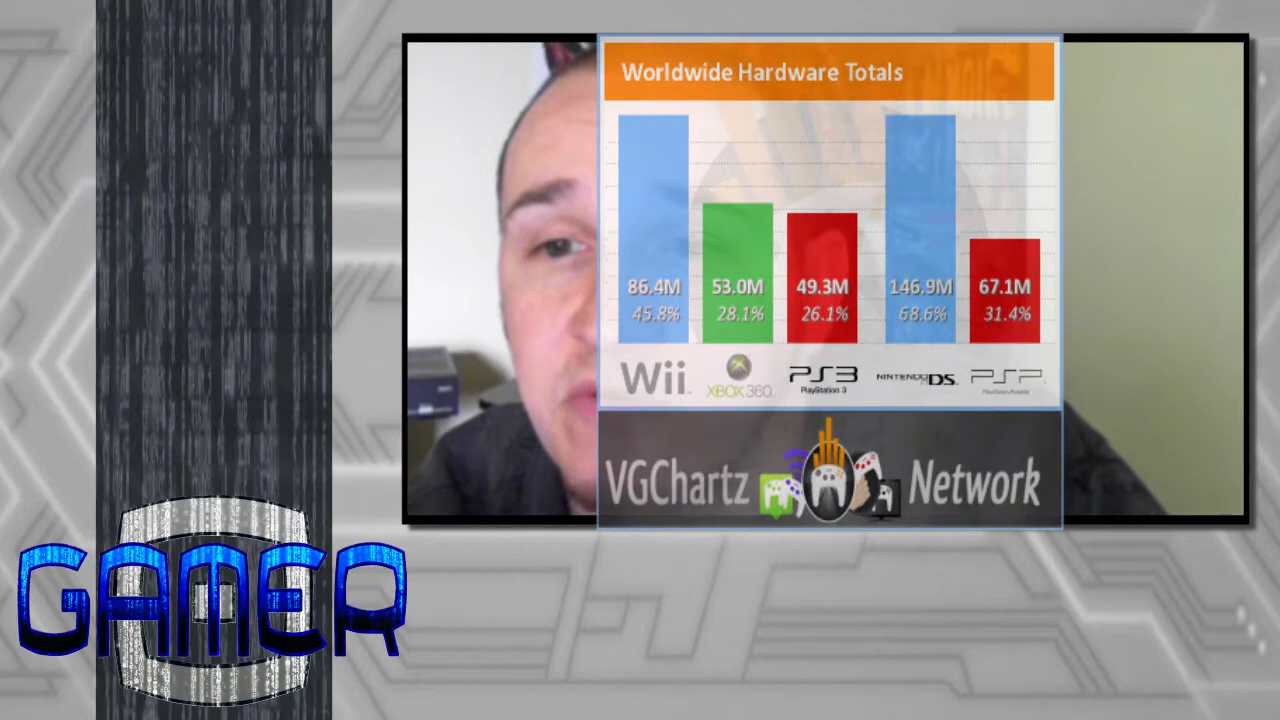 Worldwide Hardware Totals
86.4M 53.0M 49.3M 146.9M 67.1M
45.8% 28.1% 26.1% 68.6% 31.4%
Wii XBOX 360 PS3 NINTENDO DS PSP
PlayStation 3
VGChartz Network
GAMER